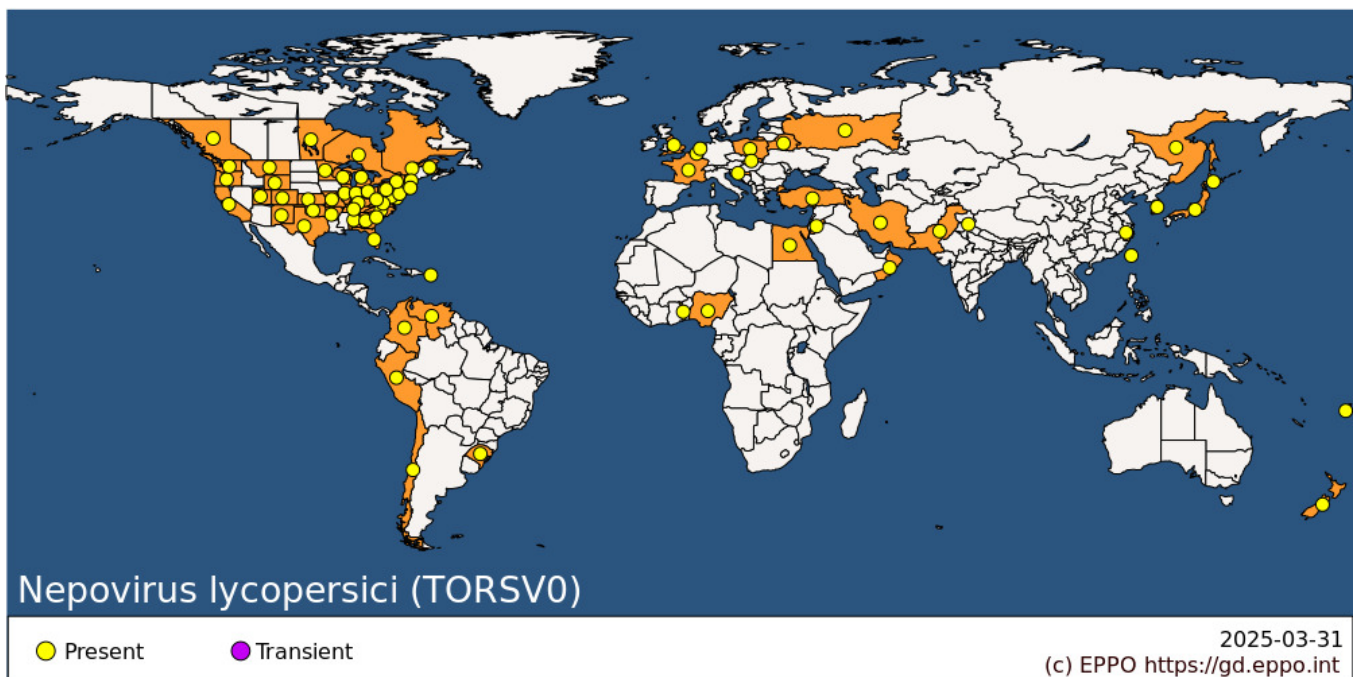 Nepovirus lycopersici (TORSV0)
Present
Transient
2025-03-31
(c) EPPO https://gd.eppo.int